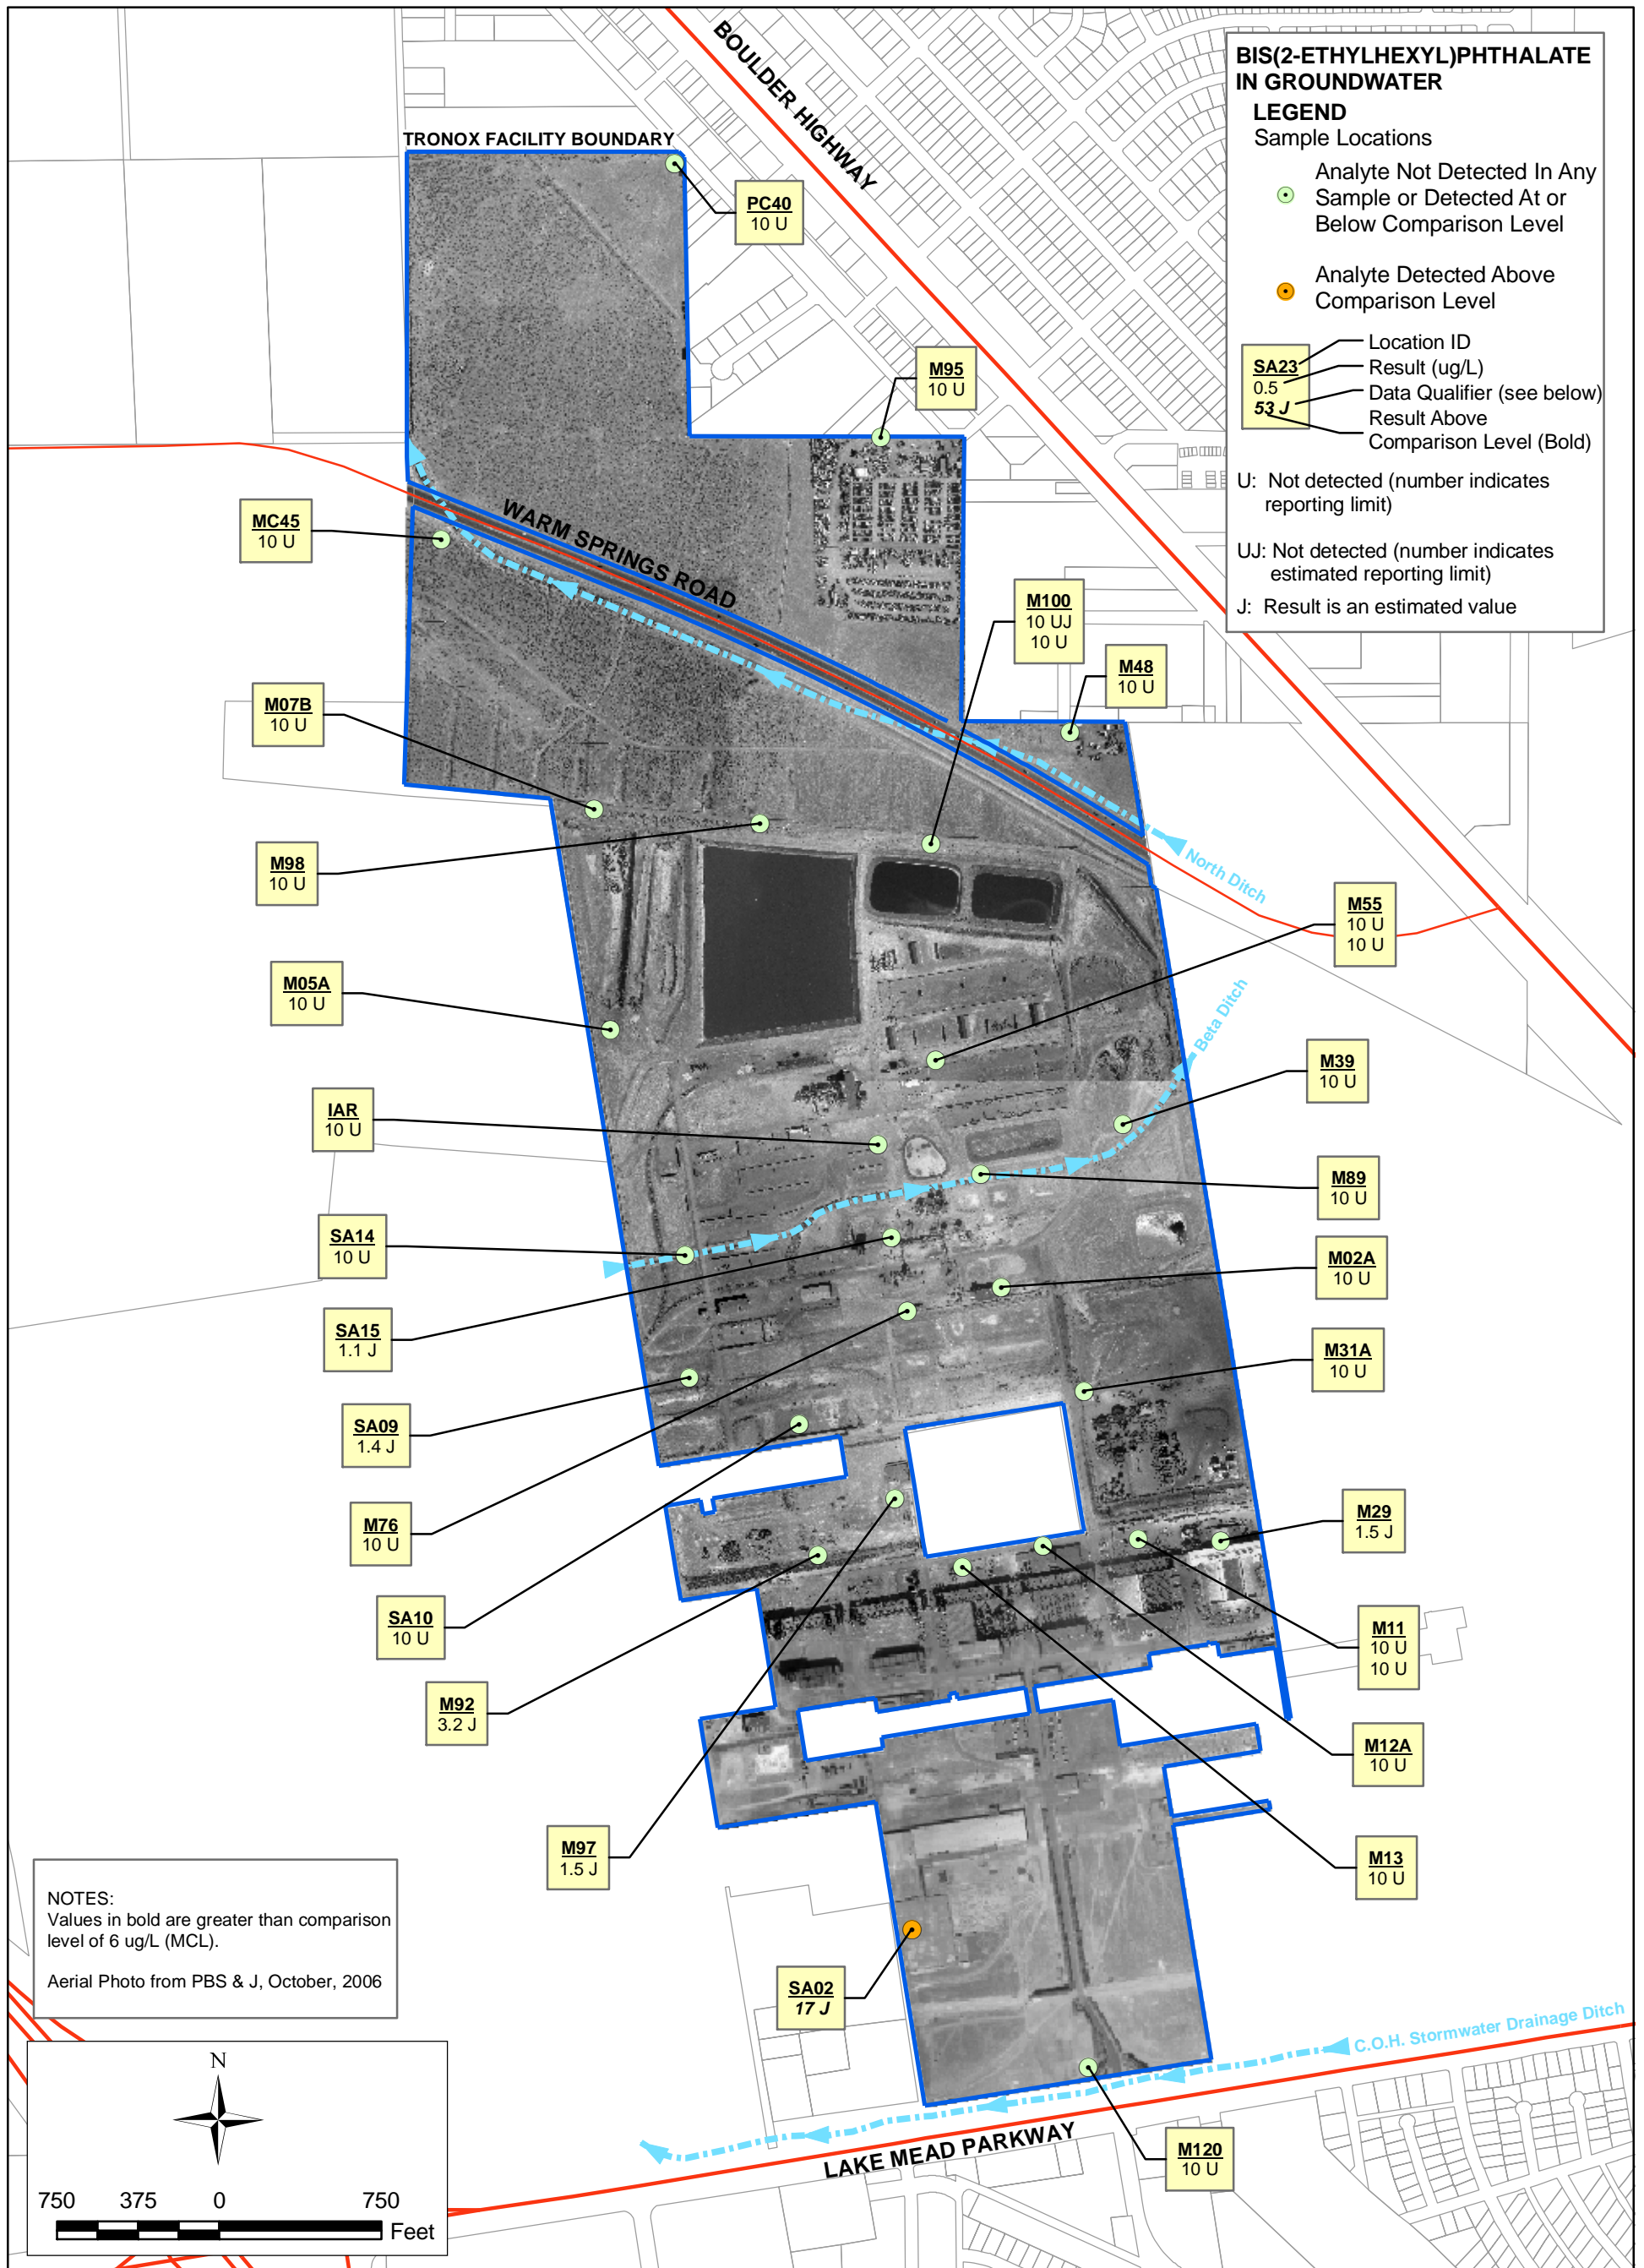 BIS(2-ETHYLHEXYL)PHTHALATE
IN GROUNDWATER
LEGEND
Sample Locations
Analyte Not Detected In Any
Sample or Detected At or
Below Comparison Level
Analyte Detected Above
Comparison Level
SA23
0.5
53 J
Location ID
Result (ug/L)
Data Qualifier (see below)
Result Above
Comparison Level (Bold)
U: Not detected (number indicates
reporting limit)
UJ: Not detected (number indicates
estimated reporting limit)
J: Result is an estimated value
BOULDER HIGHWAY
TRONOX FACILITY BOUNDARY
PC40
10 U
M95
10 U
MC45
10 U
WARM SPRINGS ROAD
M100
10 UJ
10 U
M48
10 U
M07B
10 U
M98
10 U
North Ditch
M55
10 U
10 U
M05A
10 U
Beta Ditch
M39
10 U
IAR
10 U
M89
10 U
SA14
10 U
M02A
10 U
SA15
1.1 J
M31A
10 U
SA09
1.4 J
M76
10 U
M29
1.5 J
SA10
10 U
M11
10 U
10 U
M92
3.2 J
M12A
10 U
M97
1.5 J
M13
10 U
NOTES:
Values in bold are greater than comparison
level of 6 ug/L (MCL).
Aerial Photo from PBS & J, October, 2006
SA02
17 J
C.O.H. Stormwater Drainage Ditch
LAKE MEAD PARKWAY
M120
10 U
N
750 375 0 750
Feet